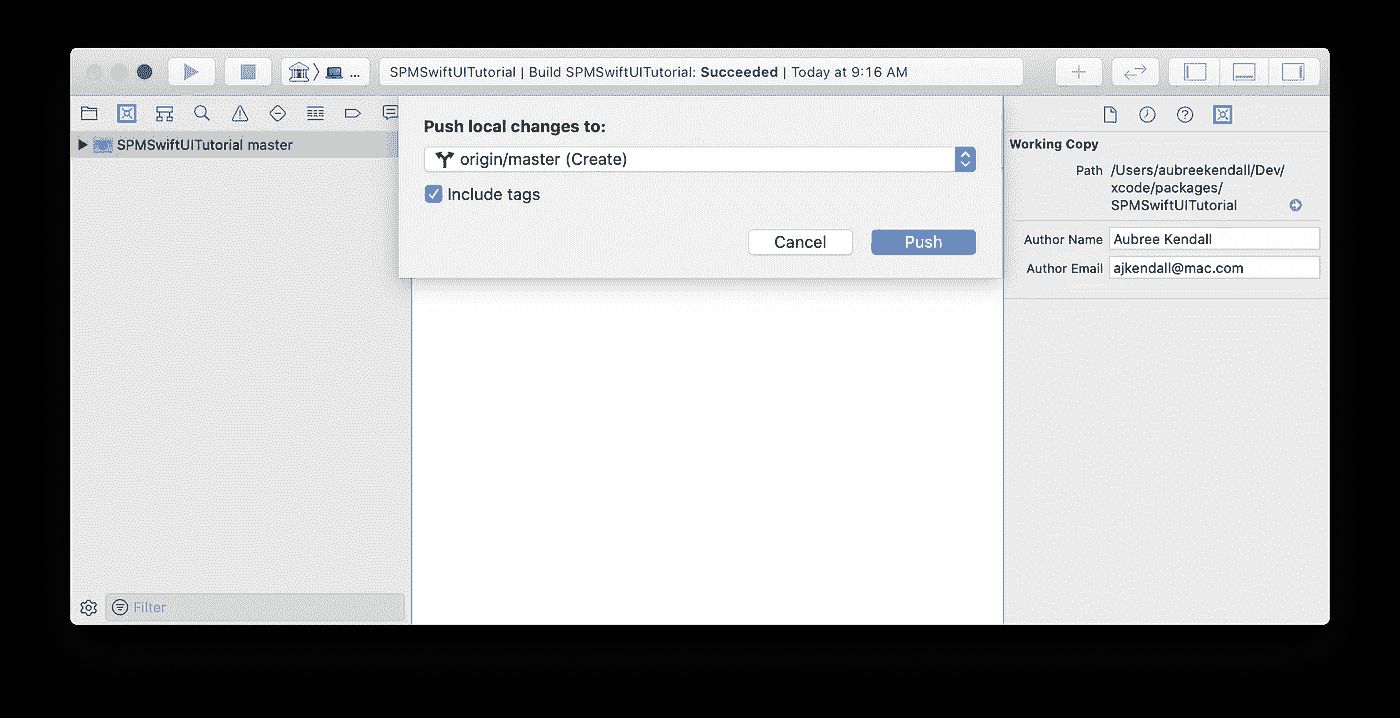 ... SPMSwiftUITutorial | Build SPMSwiftUITutorial: Succeeded | Today at 9:16 AM
SPMSwiftUITutorial master
Push local changes to:
origin/master (Create)
Include tags
Cancel Push
Working Copy
Path /Users/aubreekendall/Dev/
xcode/packages/
SPMSwiftUITutorial
Author Name Aubree Kendall
Author Email ajkendall@mac.com
Filter